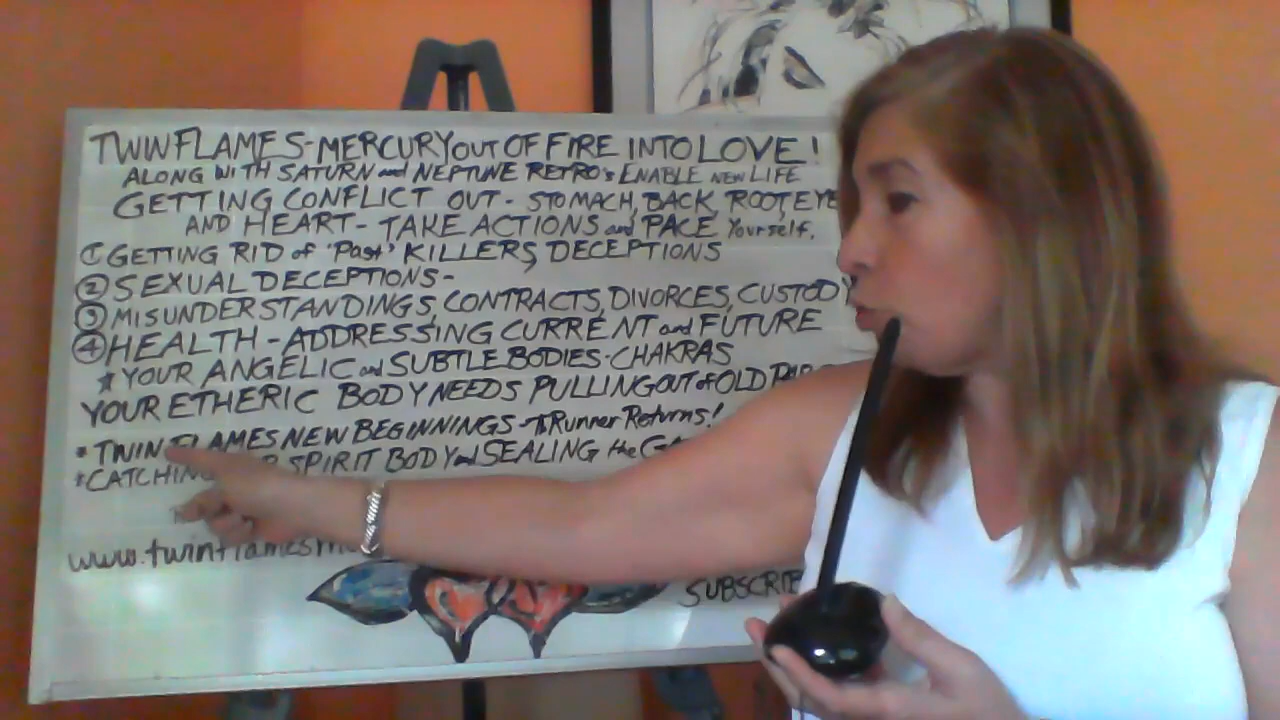 TWINFLAMES-MERCURY OUT OF FIRE INTO LOVE!
ALONG WITH SATURN and NEPTUNE RETRO's ENABLE NEW LIFE
GETTING CONFLICT OUT - STOMACH, BACK, ROOT, EYE
AND HEART - TAKE ACTIONS and PACE Yourself.
① GETTING RID of 'Past' KILLERS, DECEPTIONS
② SEXUAL DECEPTIONS -
③ MISUNDERSTANDINGS, CONTRACTS, DIVORCES, CUSTODY
④ HEALTH - ADDRESSING CURRENT and FUTURE
* YOUR ANGELIC and SUBTLE BODIES - CHAKRAS
YOUR ETHERIC BODY NEEDS PULLING OUT of OLD
* TWINFLAMES NEW BEGINNINGS - Runner Returns!
* CATCHING SPIRIT BODY and SEALING the
www.twinflames
SUBSCRIBE